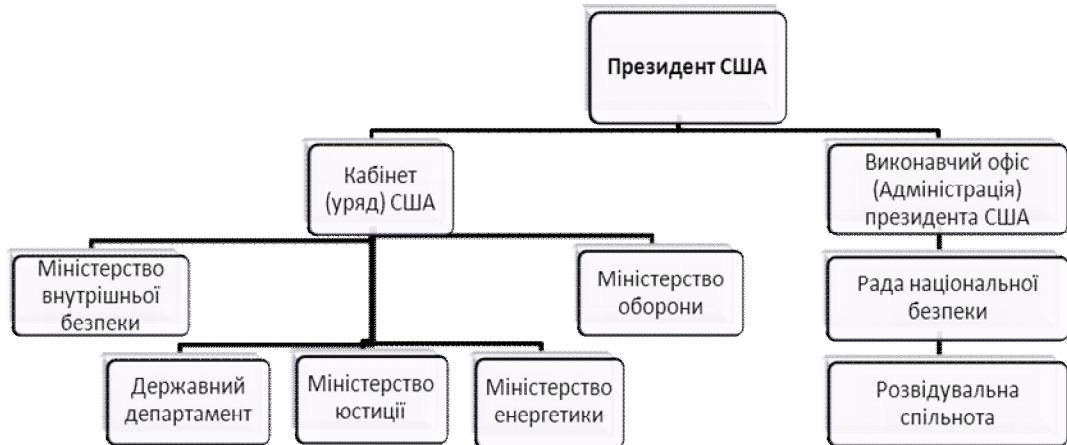 Президент США
Кабінет
(уряд) США
Виконавчий офіс
(Адміністрація)
президента США
Міністерство
внутрішньої
безпеки
Міністерство
оборони
Рада національної
безпеки
Державний
департамент
Міністерство
юстиції
Міністерство
енергетики
Розвідувальна
спільнота